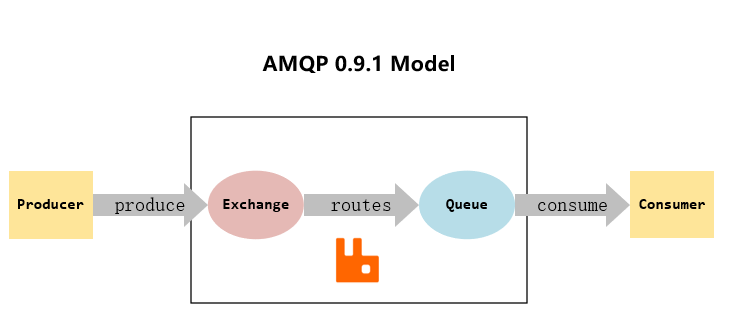 AMQP 0.9.1 Model
Producer
produce
Exchange
routes
Queue
consume
Consumer